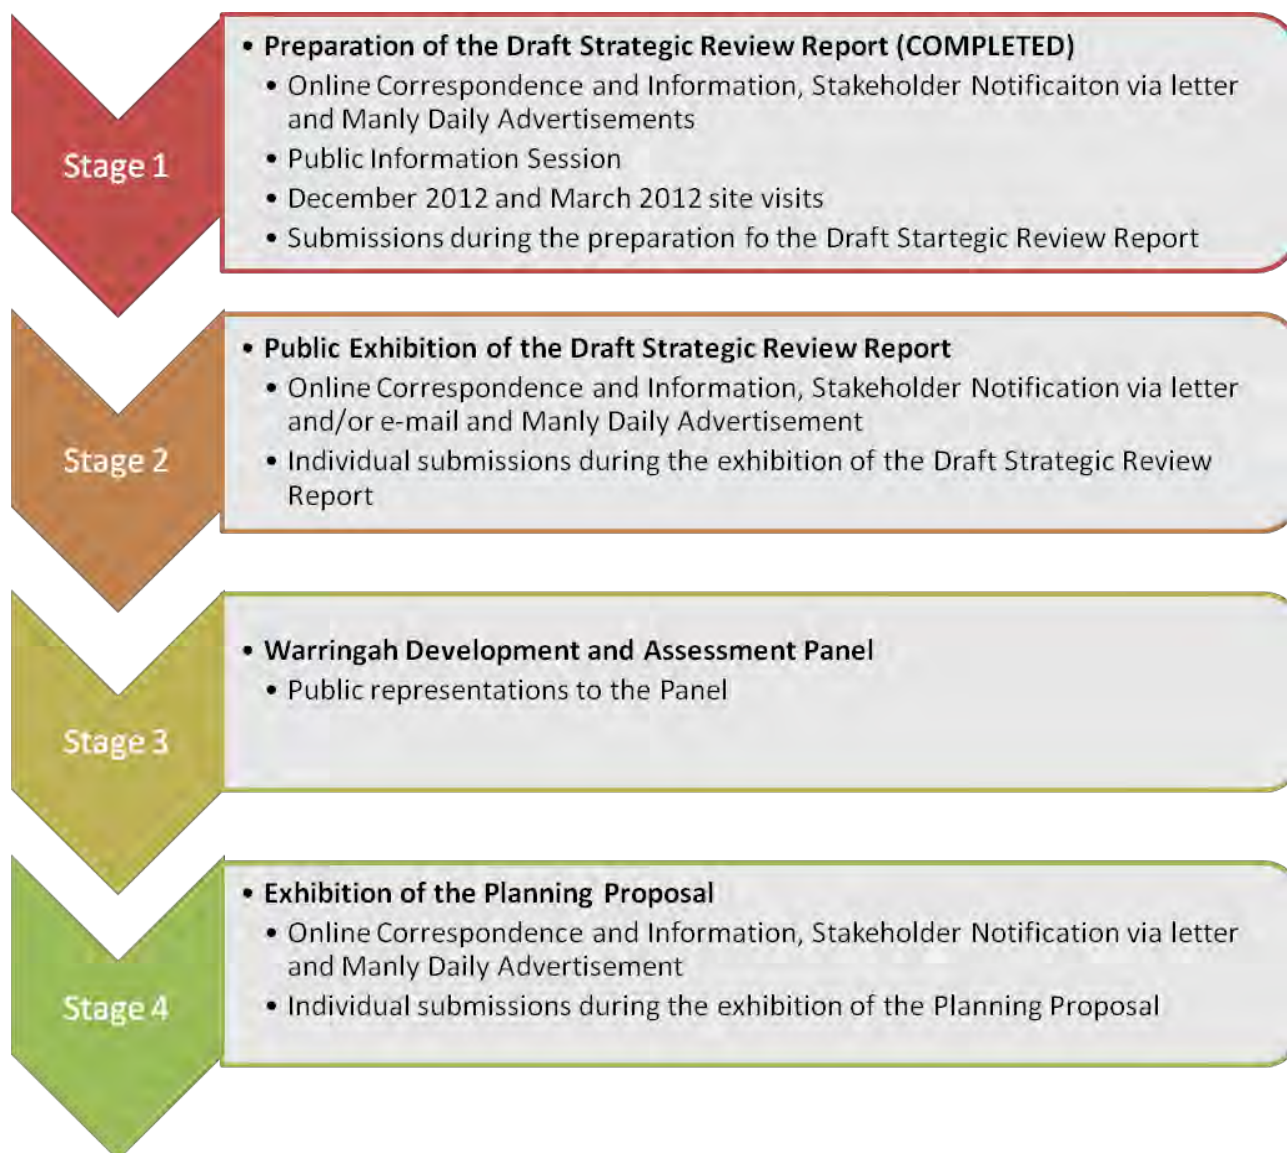 Stage 1
• Preparation of the Draft Strategic Review Report (COMPLETED)
• Online Correspondence and Information, Stakeholder Notificaiton via letter
and Manly Daily Advertisements
• Public Information Session
• December 2012 and March 2012 site visits
• Submissions during the preparation fo the Draft Startegic Review Report
Stage 2
• Public Exhibition of the Draft Strategic Review Report
• Online Correspondence and Information, Stakeholder Notification via letter
and/or e-mail and Manly Daily Advertisement
• Individual submissions during the exhibition of the Draft Strategic Review
Report
Stage 3
• Warringah Development and Assessment Panel
• Public representations to the Panel
Stage 4
• Exhibition of the Planning Proposal
• Online Correspondence and Information, Stakeholder Notification via letter
and Manly Daily Advertisement
• Individual submissions during the exhibition of the Planning Proposal